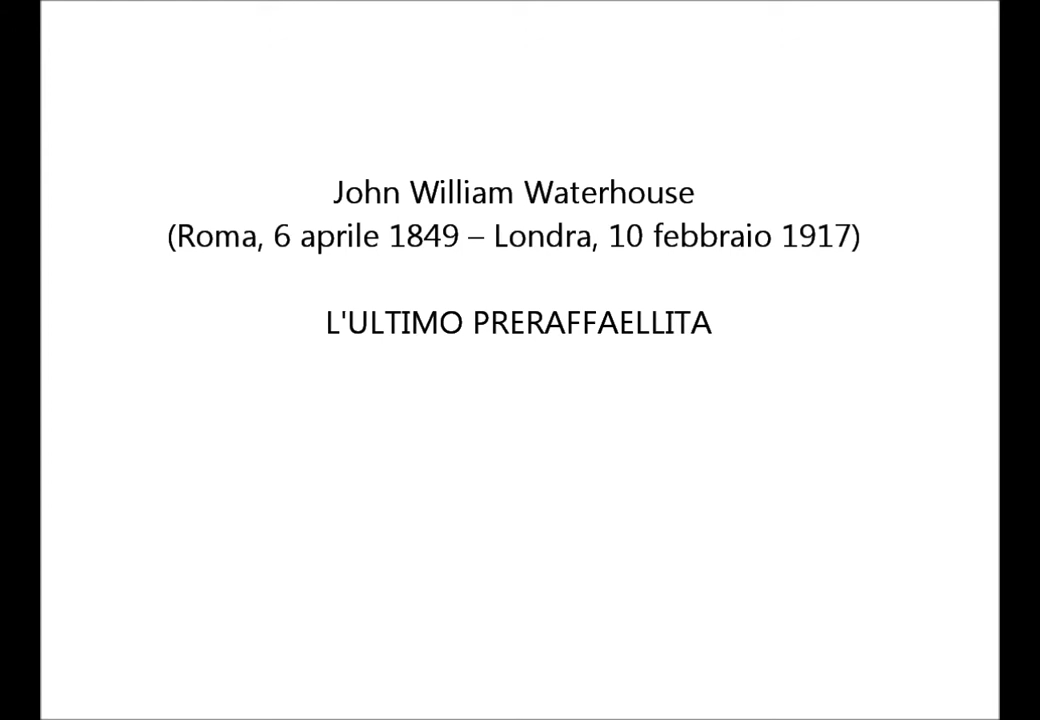 John William Waterhouse
(Roma, 6 aprile 1849 – Londra, 10 febbraio 1917)
L'ULTIMO PRERAFFAELLITA